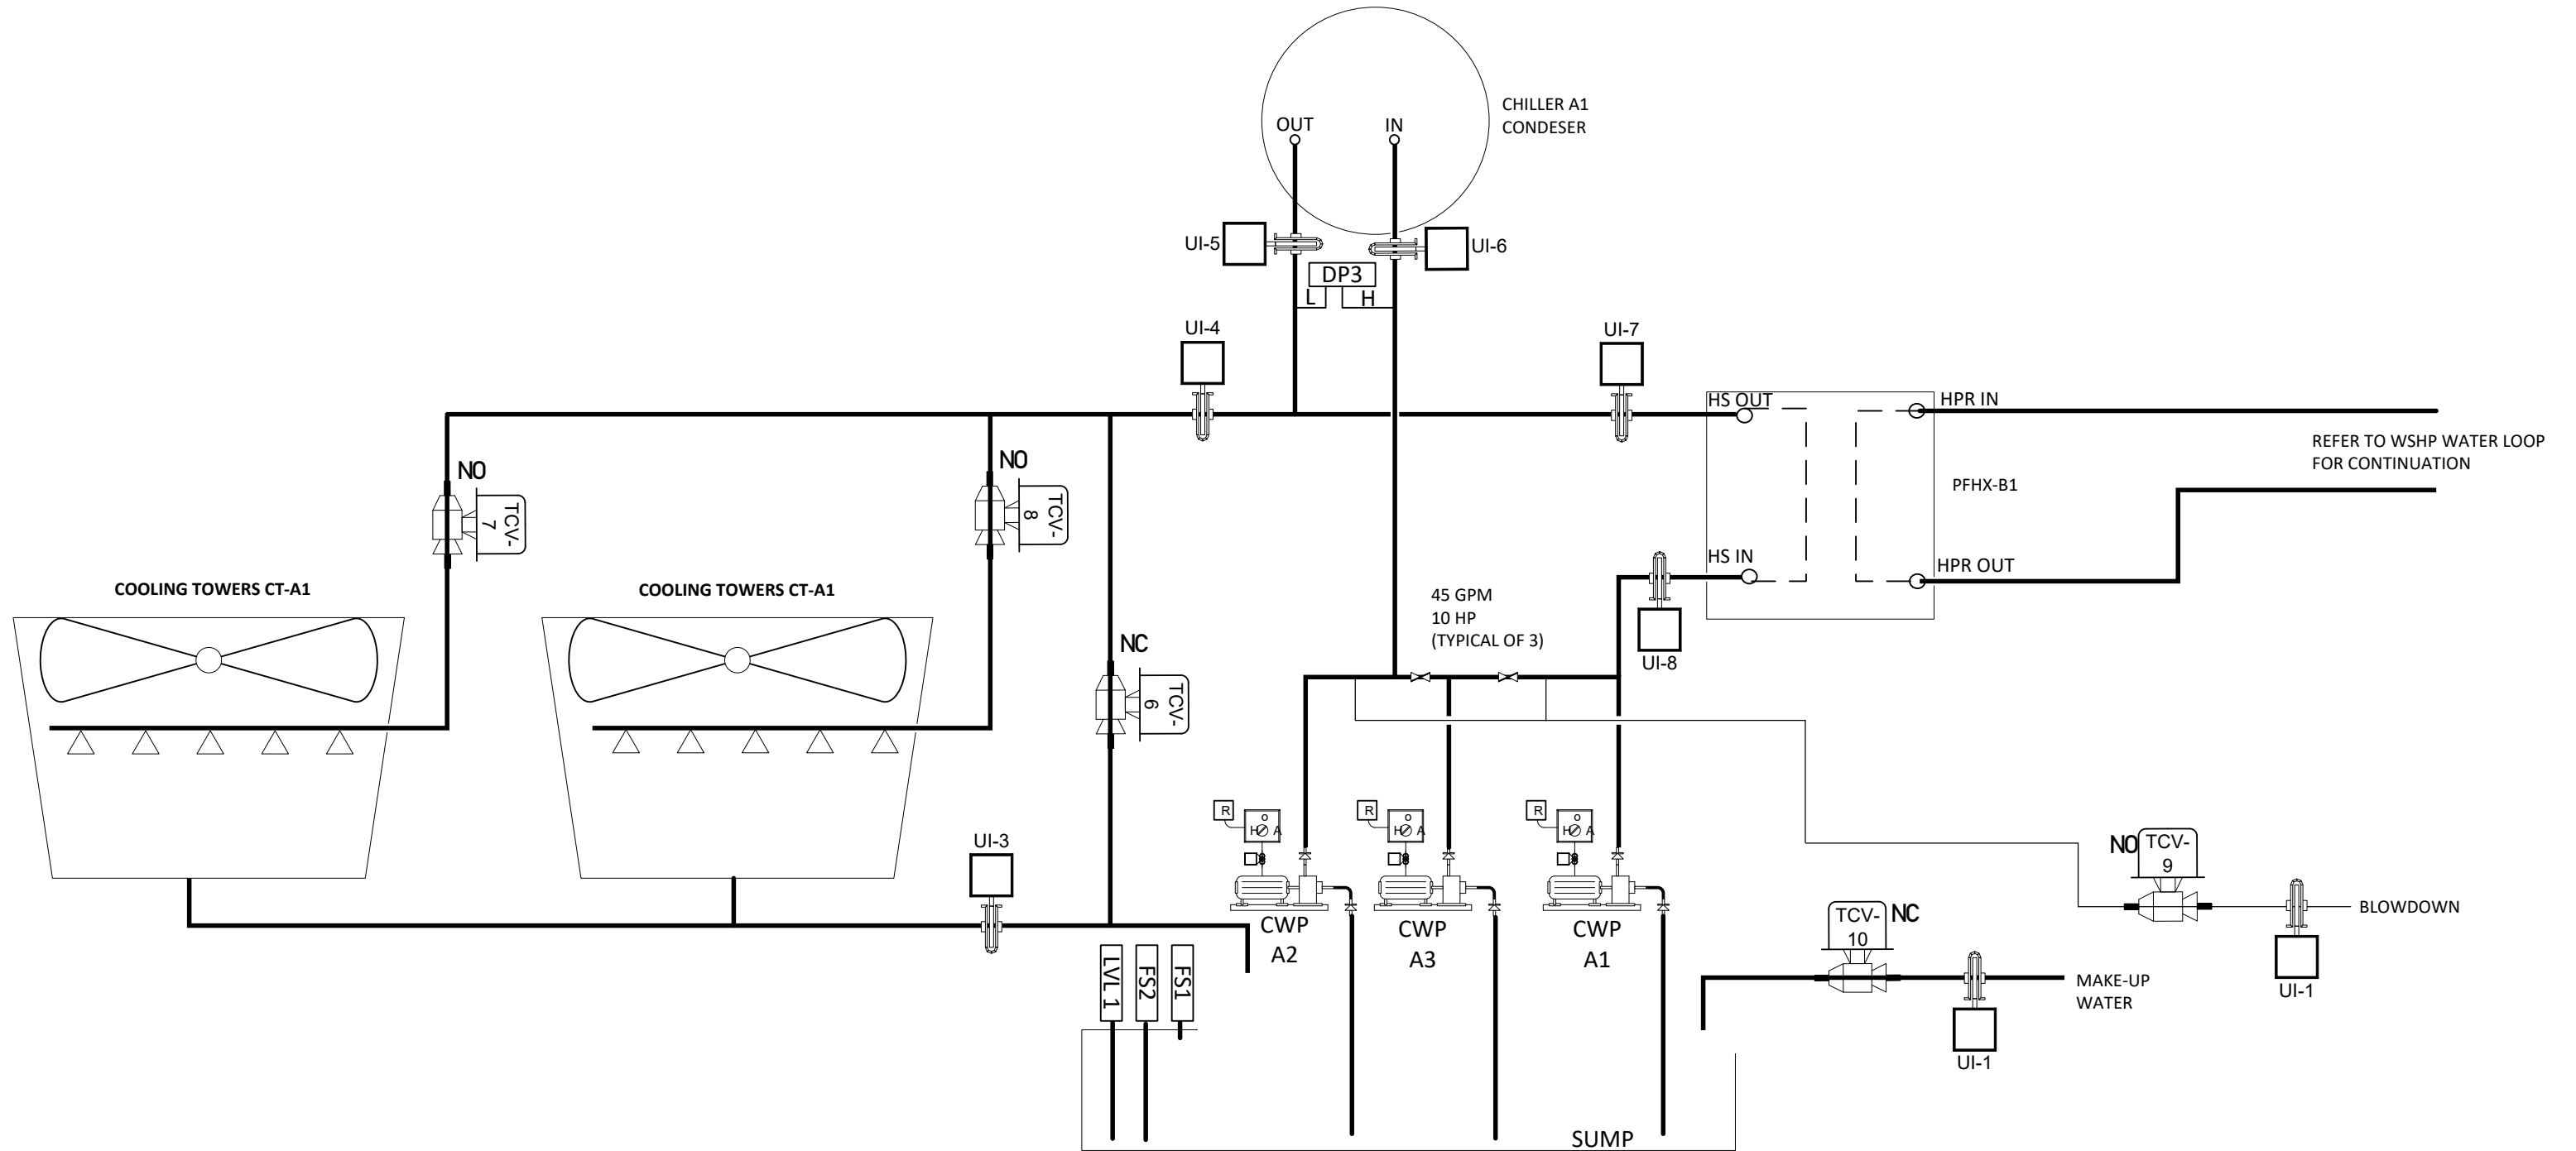 CHILLER A1
CONDESER
OUT
IN
UI-5
UI-6
DP3
L
H
UI-4
UI-7
HS OUT
HPR IN
REFER TO WSHP WATER LOOP
FOR CONTINUATION
NO
TCV-
7
NO
TCV-
8
PFHX-B1
HS IN
HPR OUT
COOLING TOWERS CT-A1
COOLING TOWERS CT-A1
45 GPM
10 HP
(TYPICAL OF 3)
UI-8
NC
TCV-
6
R
H O A
R
H O A
R
H O A
UI-3
CWP
A2
CWP
A3
CWP
A1
NO
TCV-
9
BLOWDOWN
UI-1
TCV-
10
NC
MAKE-UP
WATER
UI-1
LVL 1
FS2
FS1
SUMP